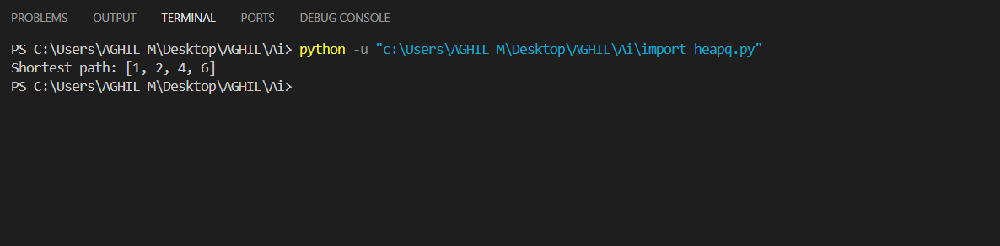 PROBLEMS OUTPUT TERMINAL PORTS DEBUG CONSOLE
PS C:\Users\AGHIL M\Desktop\AGHIL\Ai> python -u "c:\Users\AGHIL M\Desktop\AGHIL\Ai\import heapq.py"
Shortest path: [1, 2, 4, 6]
PS C:\Users\AGHIL M\Desktop\AGHIL\Ai>